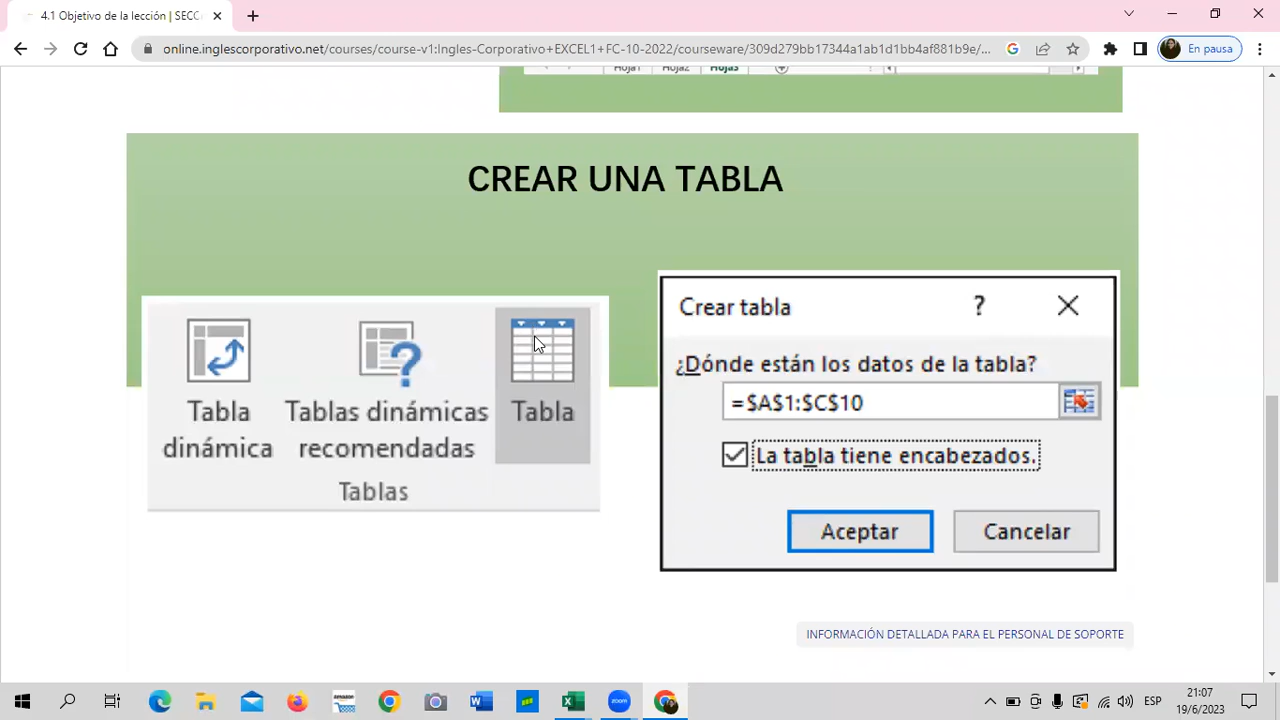 4.1 Objetivo de la lección | SECC
online.inglescorporativo.net/courses/course-v1:Ingles-Corporativo+EXCEL1+FC-10-2022/courseware/309d279bb17344a1ab1d1bb4af881b9e/...
En pausa
Hoja1 Hoja2 Hoja3
CREAR UNA TABLA
Tabla dinámica
Tablas dinámicas recomendadas
Tabla
Tablas
Crear tabla
?
¿Dónde están los datos de la tabla?
=$A$1:$C$10
La tabla tiene encabezados.
Aceptar Cancelar
INFORMACIÓN DETALLADA PARA EL PERSONAL DE SOPORTE
amazon
zoom
ESP
21:07
19/6/2023